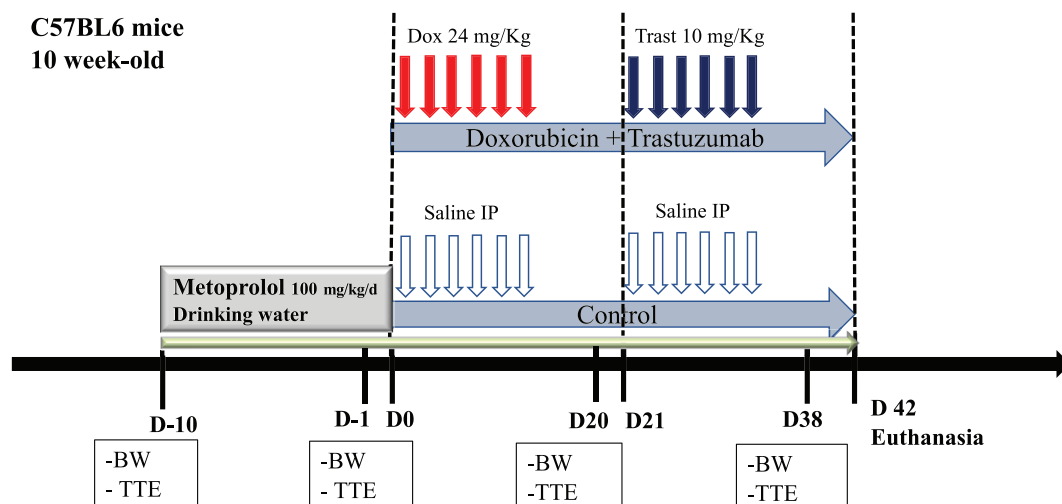 C57BL6 mice
10 week-old
Dox 24 mg/Kg
Trast 10 mg/Kg
Doxorubicin + Trastuzumab
Saline IP
Saline IP
Metoprolol 100 mg/kg/d
Drinking water
Control
D-10
D-1
D0
D20
D21
D38
D 42
Euthanasia
-BW
- TTE
-BW
- TTE
-BW
-TTE
-BW
-TTE